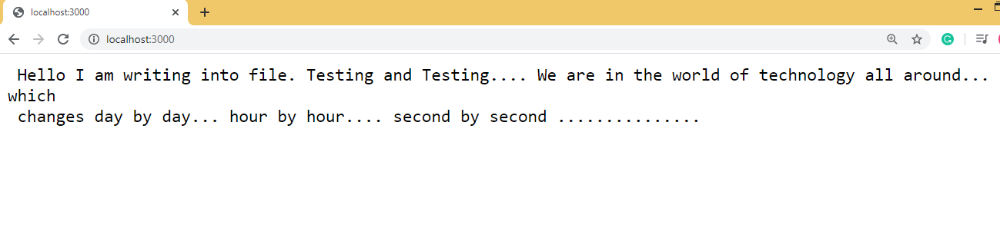 localhost:3000
localhost:3000
Hello I am writing into file. Testing and Testing.... We are in the world of technology all around...
which
changes day by day... hour by hour.... second by second ...............